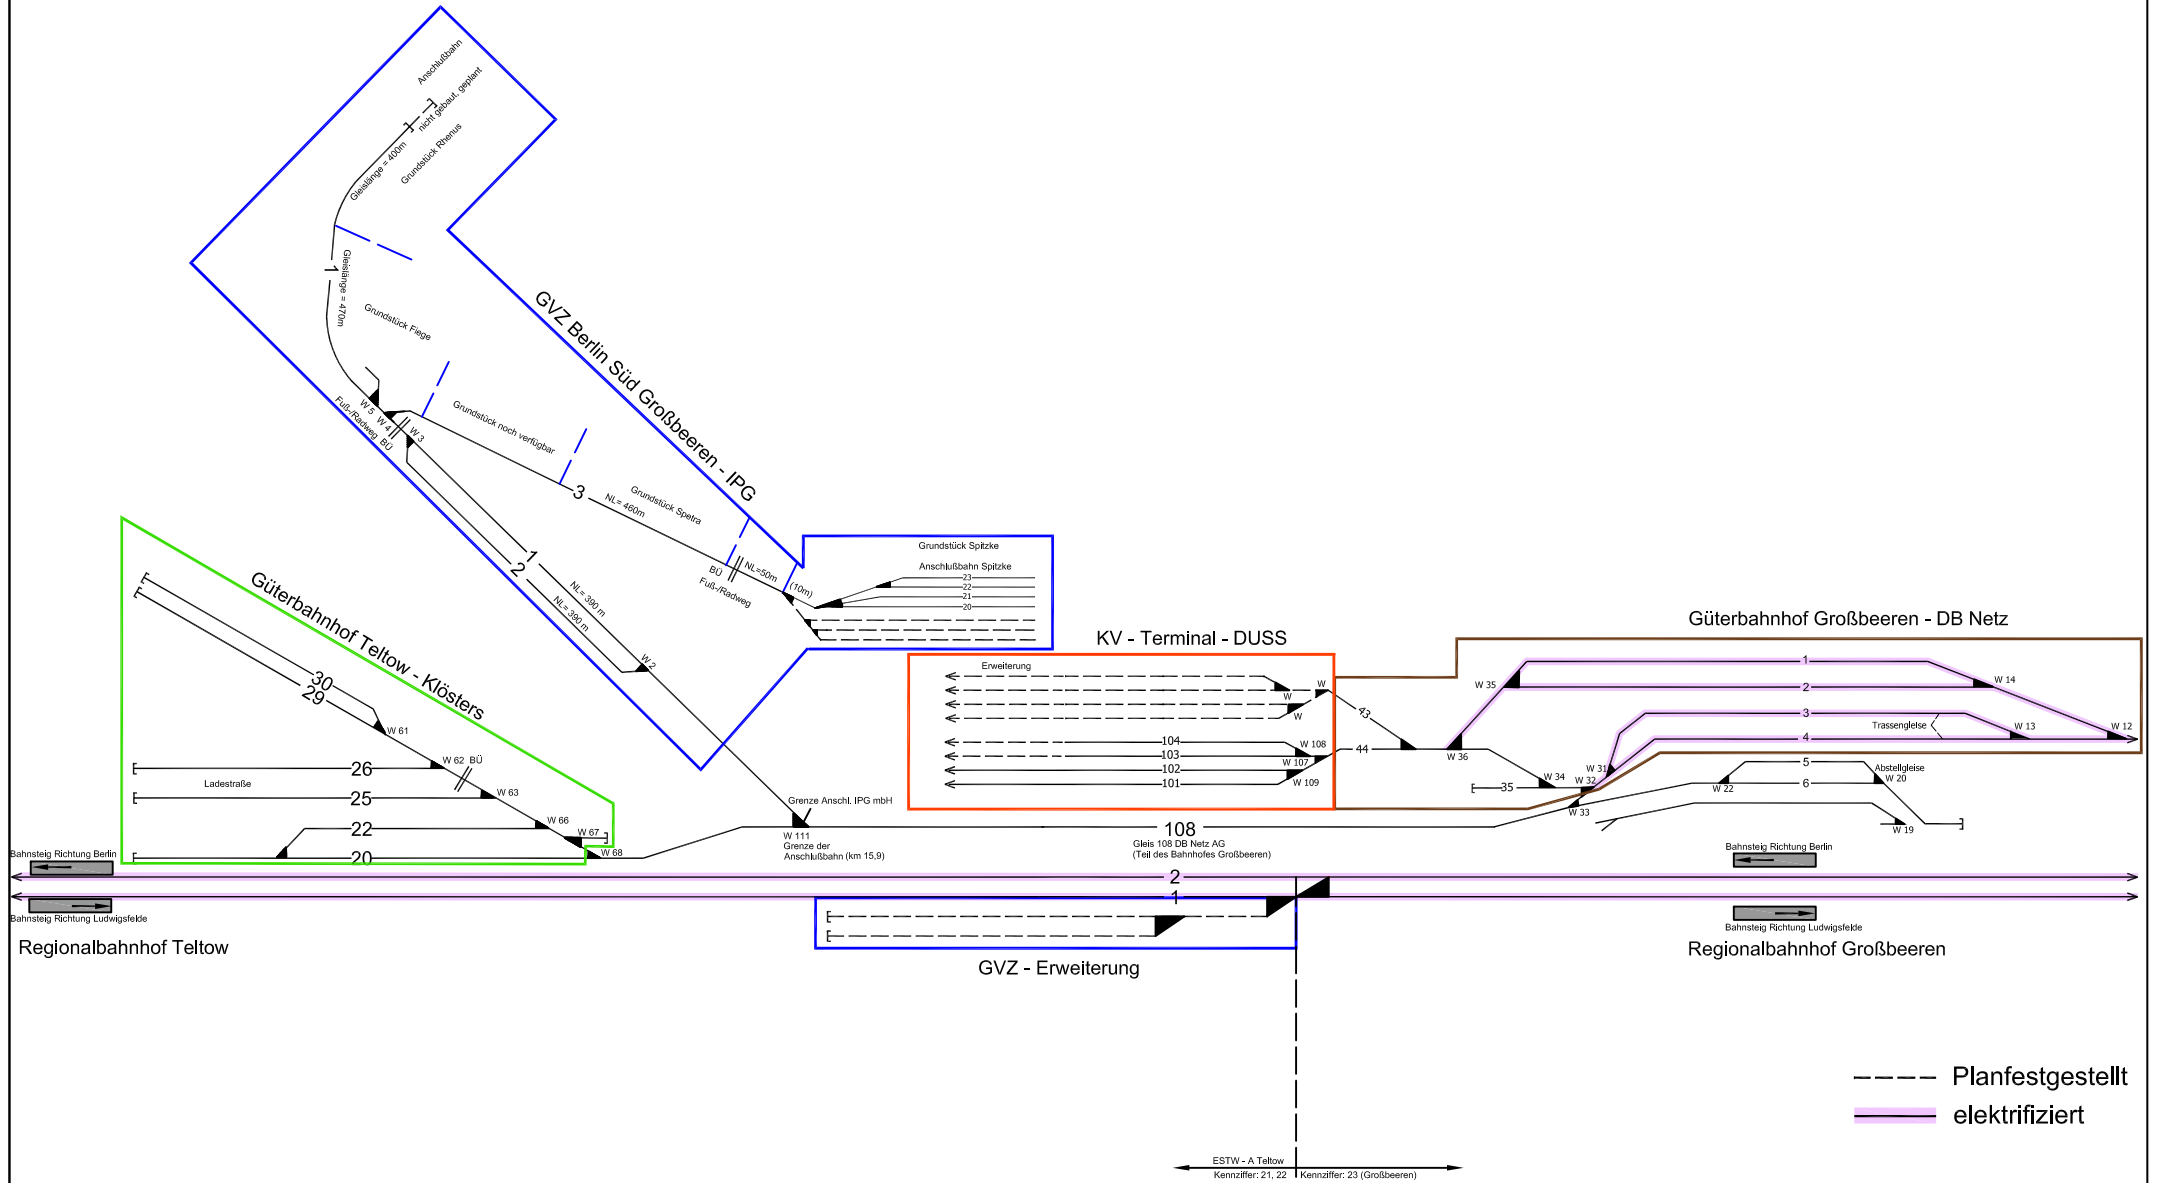 Anschlußbahn
nicht gebaut, geplant
Grundstück Rhenus
Gleislänge = 400m
1
Gleislänge = 470m
Grundstück Fiege
GVZ Berlin Süd Großbeeren - IPG
W 5
W 4
W 3
Fuß-/Radweg
BÜ
Grundstück noch verfügbar
3
NL= 460m
Grundstück Spetra
BÜ
Fuß-/Radweg
NL=50m
(10m)
1
2
NL= 390 m
NL= 390 m
W 2
Grundstück Spitzke
Anschlußbahn Spitzke
23
22
21
20
Güterbahnhof Teltow - Klösters
30
29
W 61
26
W 62
BÜ
Ladestraße
25
W 63
22
W 66
W 67
20
W 68
Grenze Anschl. IPG mbH
W 111
Grenze der
Anschlußbahn (km 15,9)
KV - Terminal - DUSS
Erweiterung
W
W
W
43
104
W 108
103
W 107
102
W 109
101
44
108
Gleis 108 DB Netz AG
(Teil des Bahnhofes Großbeeren)
Güterbahnhof Großbeeren - DB Netz
1
W 35
2
W 14
3
Trassengleise
W 13
W 12
4
W 36
W 34
W 31
W 32
35
W 33
5
Abstellgleise
W 20
6
W 22
W 19
Bahnsteig Richtung Berlin
Bahnsteig Richtung Ludwigsfelde
Regionalbahnhof Teltow
2
1
GVZ - Erweiterung
Bahnsteig Richtung Berlin
Bahnsteig Richtung Ludwigsfelde
Regionalbahnhof Großbeeren
Planfestgestellt
elektrifiziert
ESTW - A Teltow
Kennziffer: 21, 22
Kennziffer: 23 (Großbeeren)